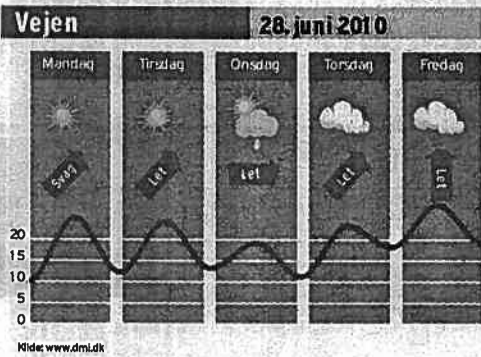 Vejen 28. juni 2010
Mandag Tirsdag Onsdag Torsdag Fredag
Svag Let Let Let Let
20
15
10
5
0
Kilde: www.dmi.dk